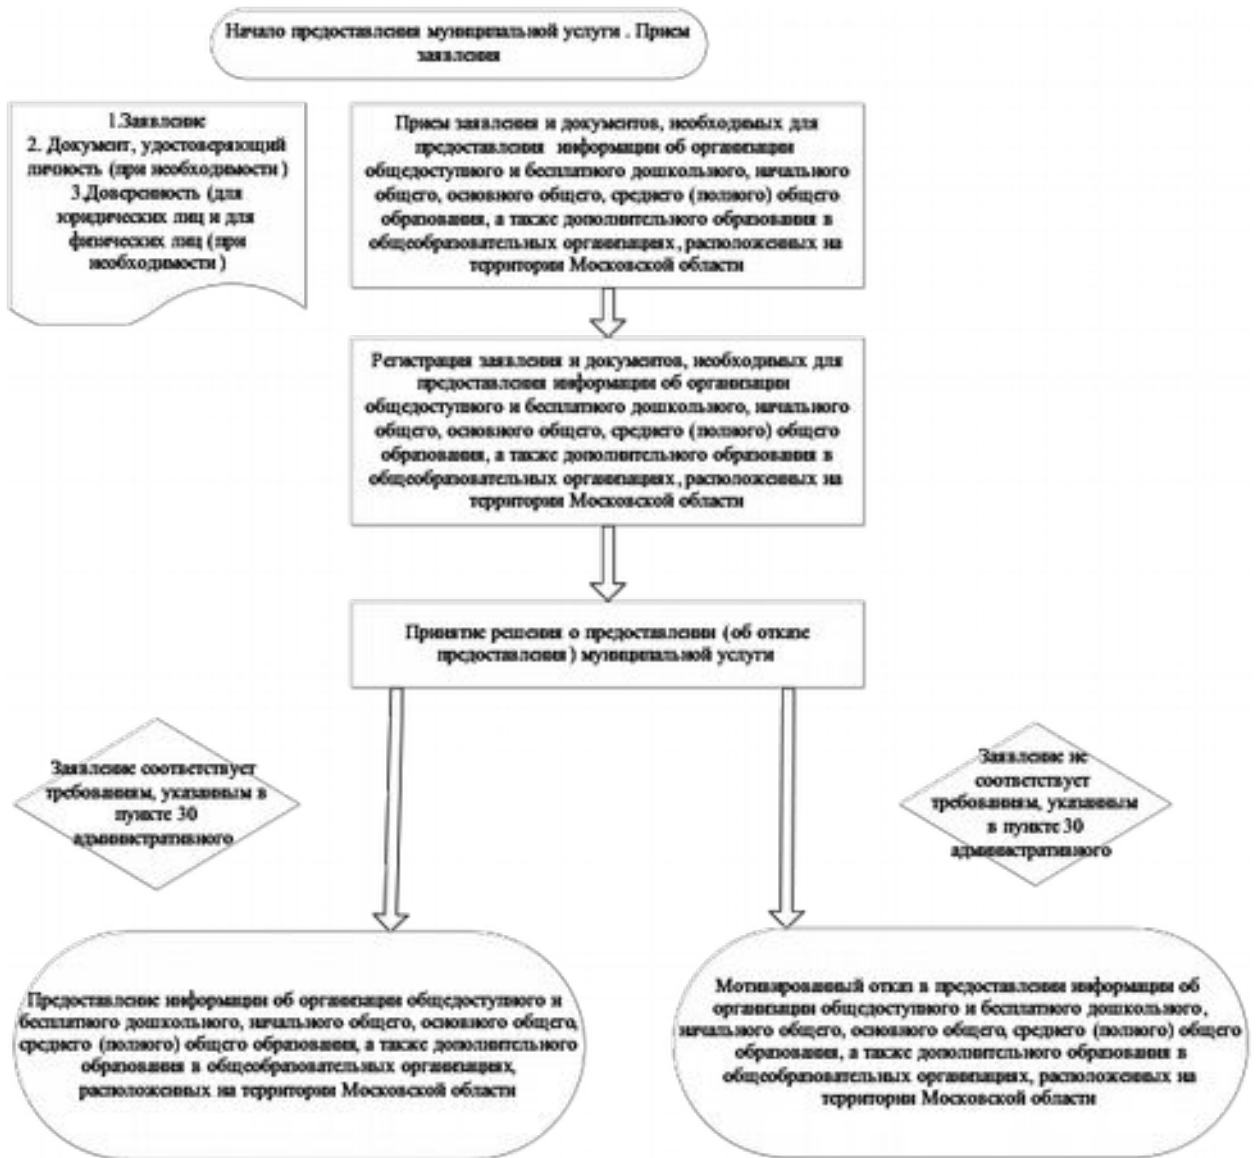 Начало предоставления муниципальной услуги . Прием
заявления
1.Заявление
2. Документ, удостоверяющий
личность (при необходимости )
3.Доверенность (для
юридических лиц и для
физических лиц (при
необходимости )
Прием заявления и документов, необходимых для
предоставления информации об организации
общедоступного и бесплатного дошкольного, начального
общего, основного общего, среднего (полного) общего
образования, а также дополнительного образования в
общеобразовательных организациях, расположенных на
территории Московской области
Регистрация заявления и документов, необходимых для
предоставления информации об организации
общедоступного и бесплатного дошкольного, начального
общего, основного общего, среднего (полного) общего
образования, а также дополнительного образования в
общеобразовательных организациях, расположенных на
территории Московской области
Принятие решения о предоставлении (об отказе
предоставления ) муниципальной услуги
Заявление соответствует
требованиям, указанным в
пункте 30
административного
Заявление не
соответствует
требованиям, указанным
в пункте 30
административного
Предоставление информации об организации общедоступного и
бесплатного дошкольного, начального общего, основного общего,
среднего (полного) общего образования, а также дополнительного
образования в общеобразовательных организациях,
расположенных на территории Московской области
Мотивированный отказ в предоставлении информации об
организации общедоступного и бесплатного дошкольного,
начального общего, основного общего, среднего (полного) общего
образования, а также дополнительного образования в
общеобразовательных организациях, расположенных на
территории Московской области